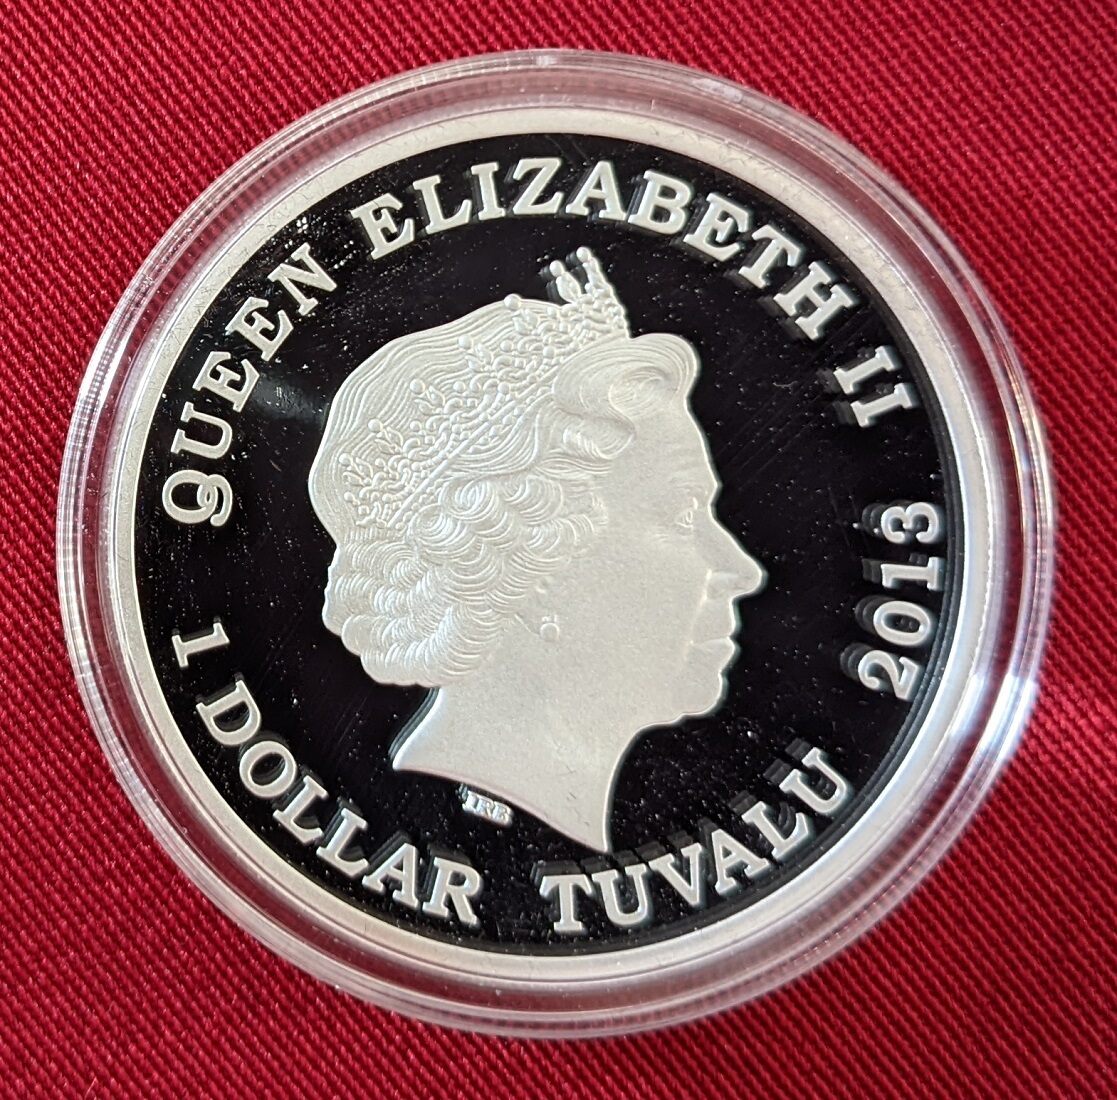 QUEEN ELIZABETH II 2013
1 DOLLAR TUVALU
IRB